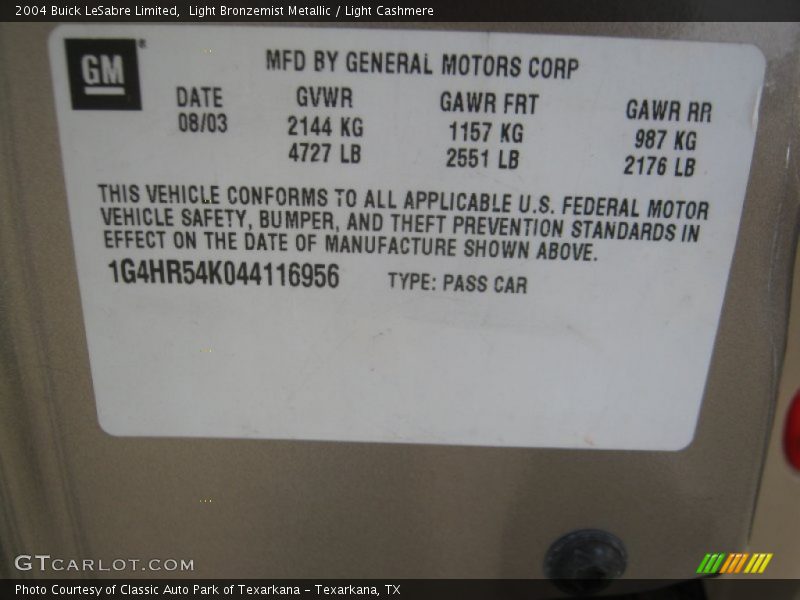 2004 Buick LeSabre Limited,  Light Bronzemist Metallic / Light Cashmere
GM
®
MFD BY GENERAL MOTORS CORP
DATE GVWR GAWR FRT GAWR RR
08/03 2144 KG 1157 KG 987 KG
4727 LB 2551 LB 2176 LB
THIS VEHICLE CONFORMS TO ALL APPLICABLE U.S. FEDERAL MOTOR
VEHICLE SAFETY, BUMPER, AND THEFT PREVENTION STANDARDS IN
EFFECT ON THE DATE OF MANUFACTURE SHOWN ABOVE.
1G4HR54K044116956 TYPE: PASS CAR
GTCARLOT.COM
Photo Courtesy of Classic Auto Park of Texarkana - Texarkana, TX